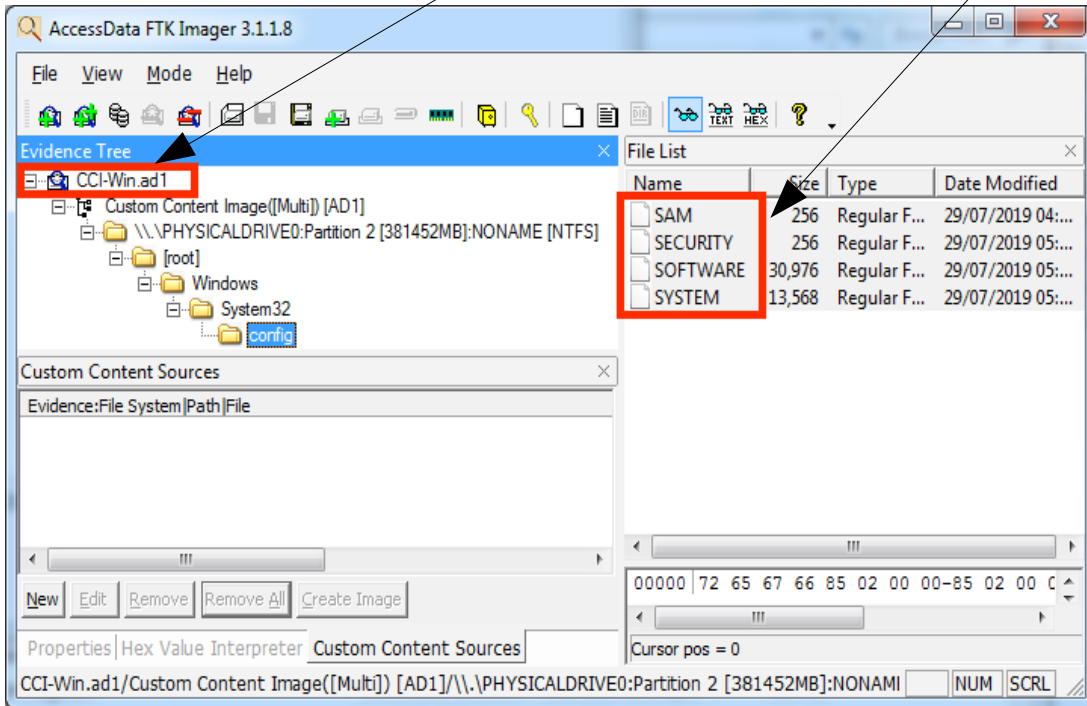 AccessData FTK Imager 3.1.1.8
File View Mode Help
DIR TEXT HEX
Evidence Tree
CCI-Win.ad1
Custom Content Image([Multi]) [AD1]
\\.\PHYSICALDRIVE0:Partition 2 [381452MB]:NONAME [NTFS]
[root]
Windows
System32
config
Custom Content Sources
Evidence:File System|Path|File
New Edit Remove Remove All Create Image
Properties Hex Value Interpreter Custom Content Sources
File List
Name Size Type Date Modified
SAM 256 Regular F... 29/07/2019 04:...
SECURITY 256 Regular F... 29/07/2019 05:...
SOFTWARE 30,976 Regular F... 29/07/2019 05:...
SYSTEM 13,568 Regular F... 29/07/2019 05:...
00000 72 65 67 66 85 02 00 00-85 02 00
Cursor pos = 0
CCI-Win.ad1/Custom Content Image([Multi]) [AD1]/\\.\PHYSICALDRIVE0:Partition 2 [381452MB]:NONAM NUM SCRL